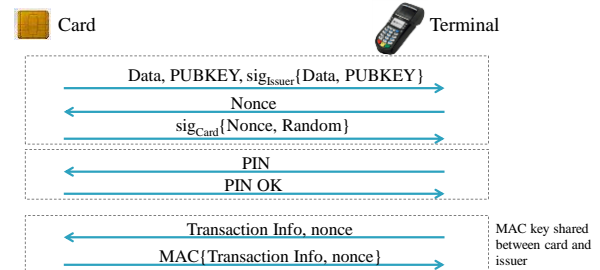 Card
Terminal
Data, PUBKEY, sigIssuer{Data, PUBKEY}
Nonce
sigCard{Nonce, Random}
PIN
PIN OK
Transaction Info, nonce
MAC{Transaction Info, nonce}
MAC key shared
between card and
issuer